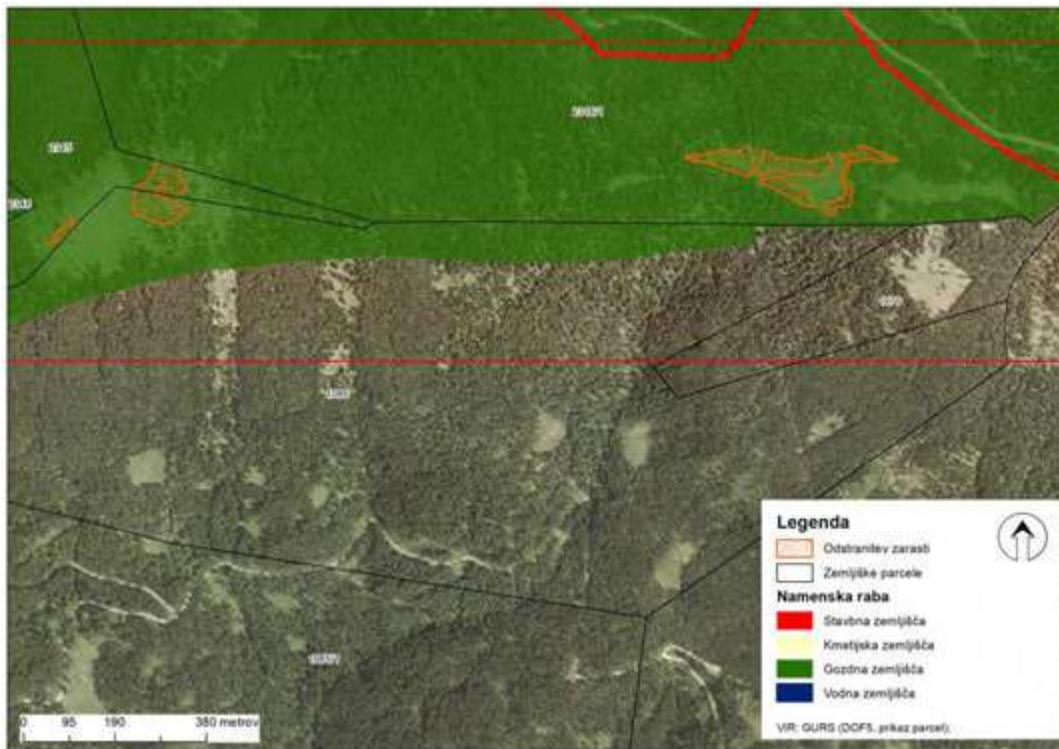 Legenda
Odstranitev zarasti
Zemljiške parcele
Namenska raba
Stavbna zemljišča
Kmetijska zemljišča
Gozdna zemljišča
Vodna zemljišča
VIR: GURS (DOF5, prikaz parcel),
0 95 190 380 metrov